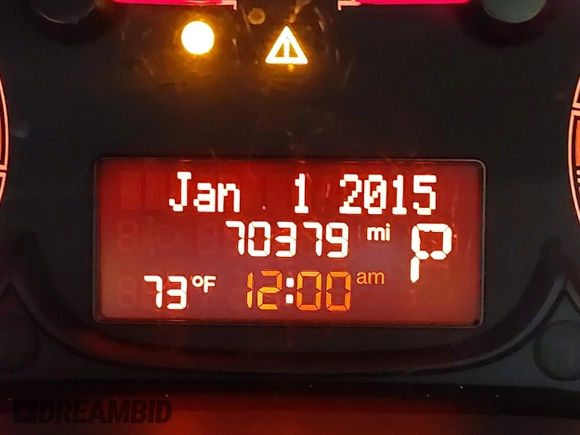 Jan 1 2015
70379 mi P
73°F 12:00 am
DREAMBID